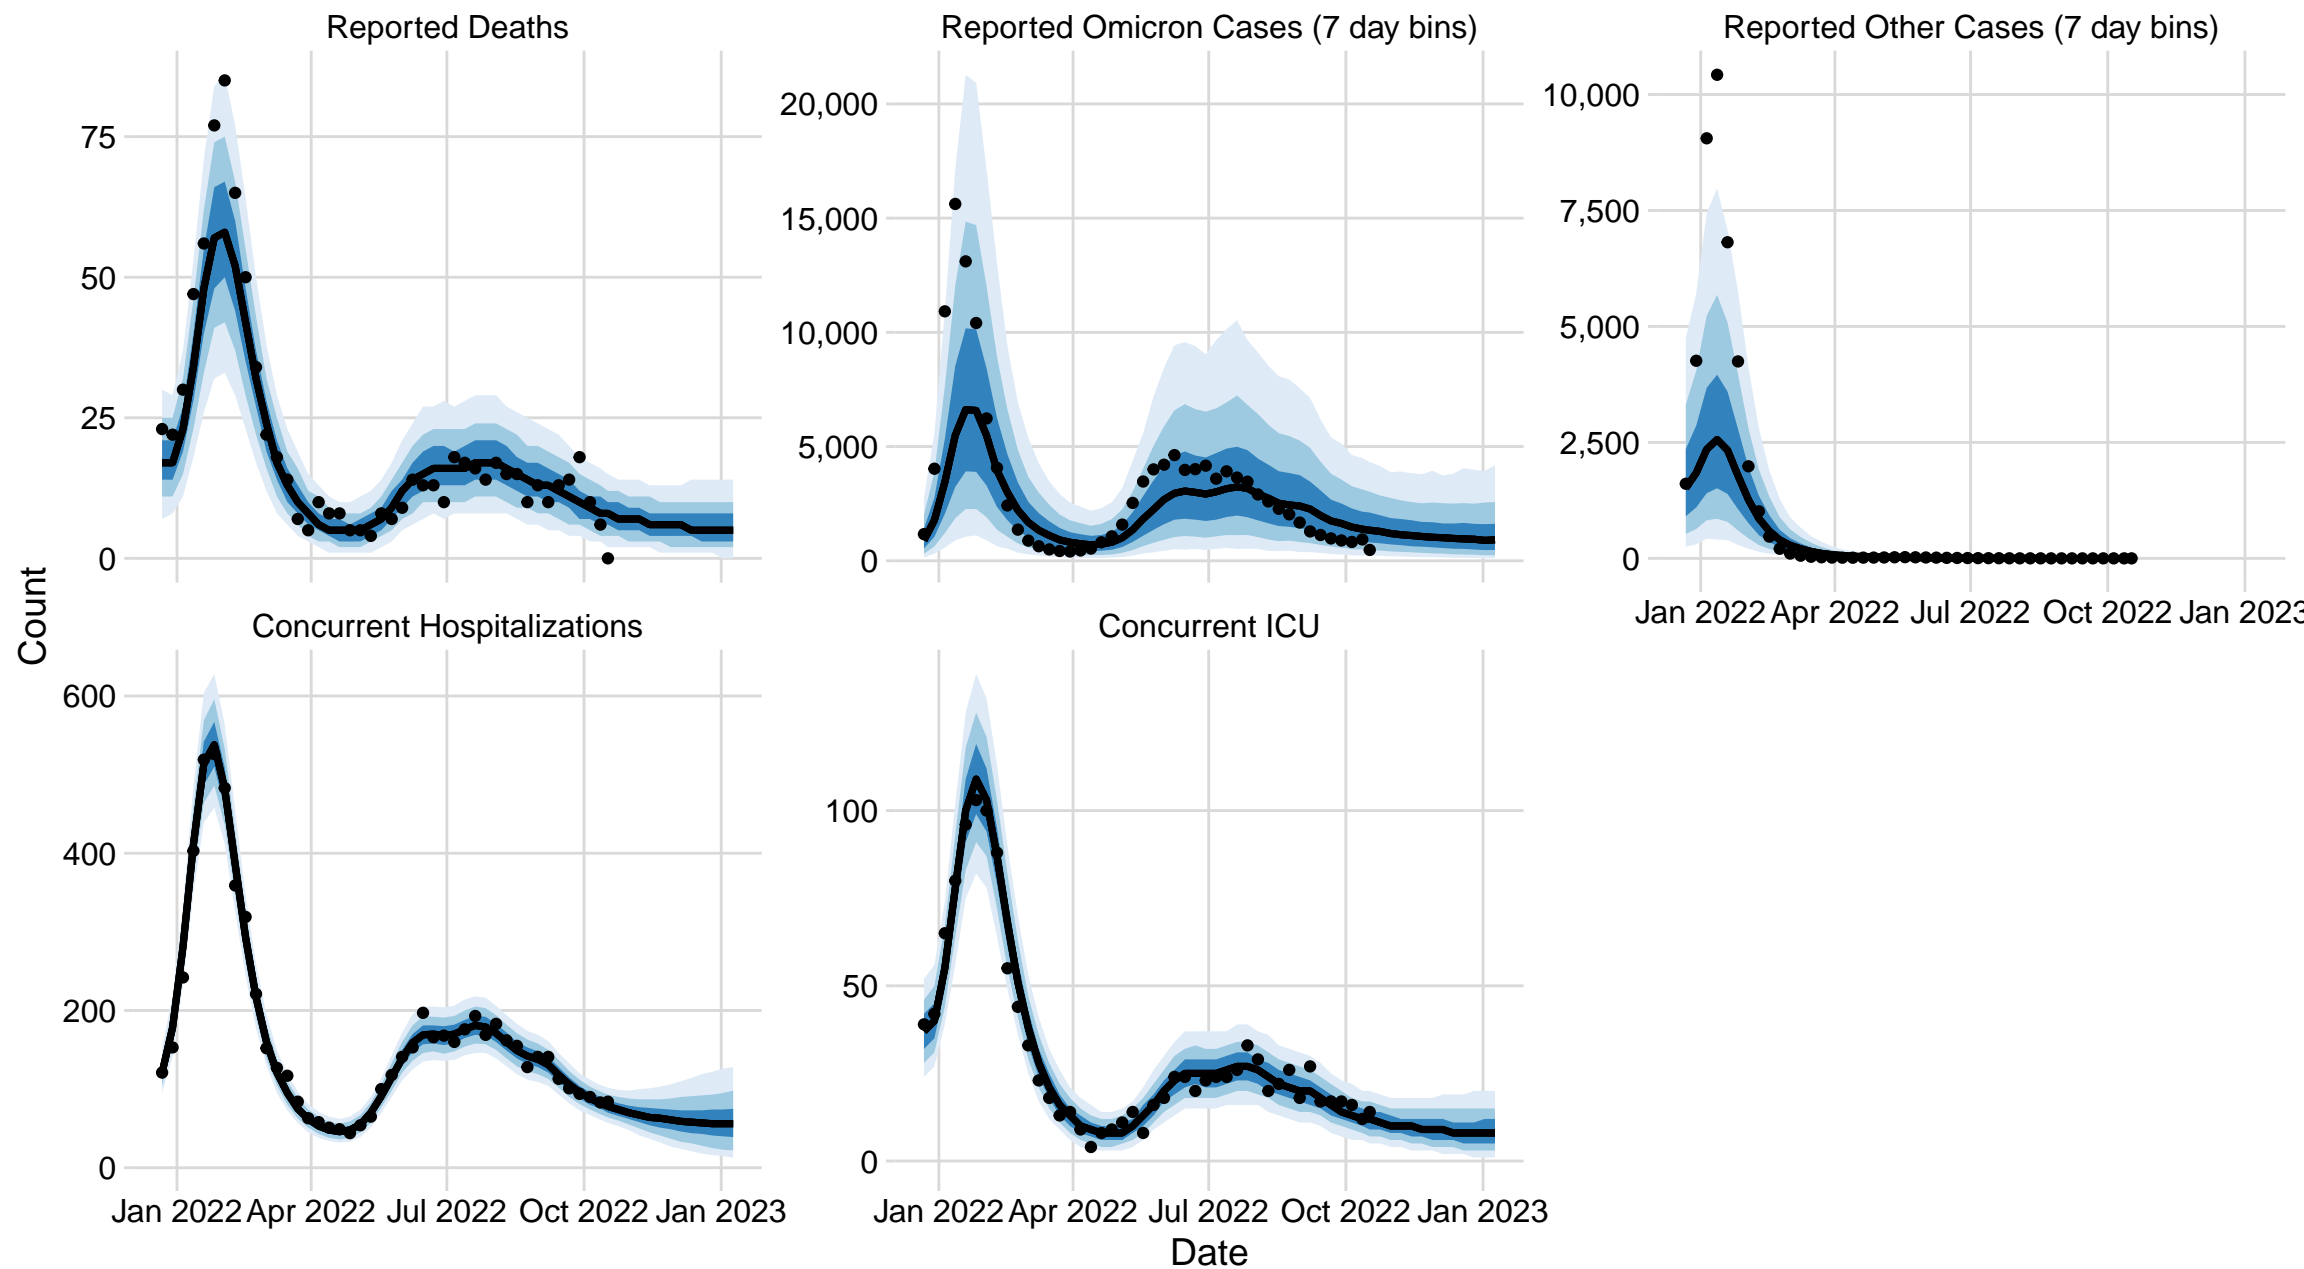 Reported Deaths
Reported Omicron Cases (7 day bins)
Reported Other Cases (7 day bins)
75
50
25
0
20,000
15,000
10,000
5,000
0
10,000
7,500
5,000
2,500
0
Jan 2022 Apr 2022 Jul 2022 Oct 2022 Jan 2023
Count
Concurrent Hospitalizations
Concurrent ICU
600
400
200
0
100
50
0
Jan 2022 Apr 2022 Jul 2022 Oct 2022 Jan 2023
Jan 2022 Apr 2022 Jul 2022 Oct 2022 Jan 2023
Date